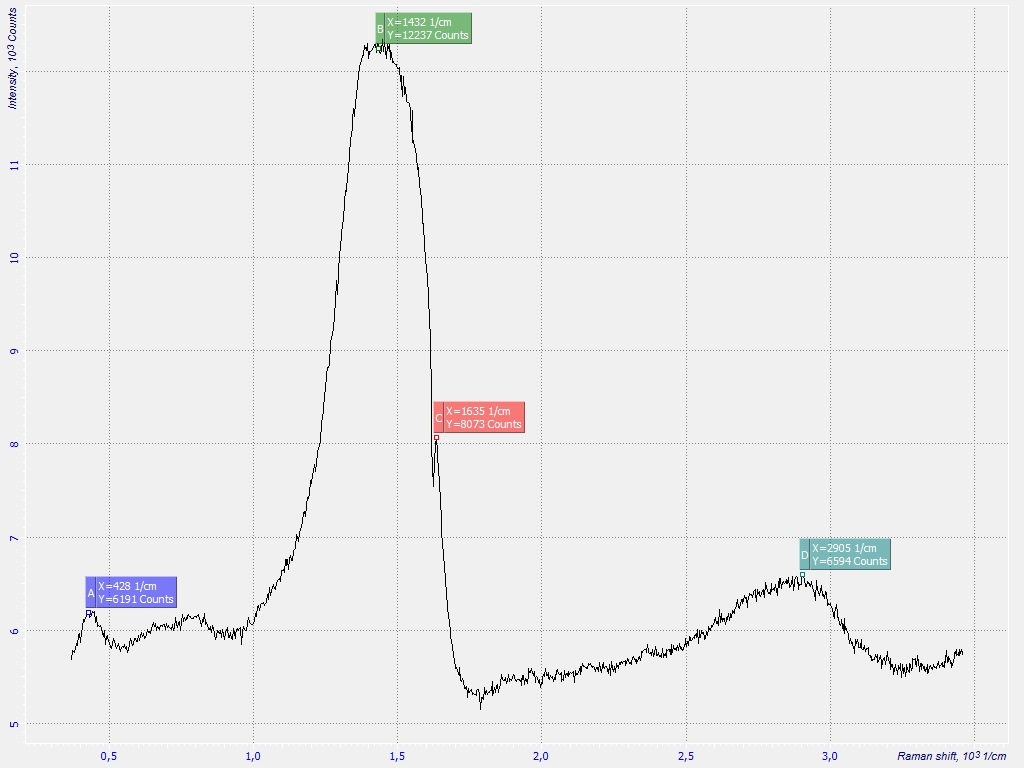 Intensity, 10³ Counts
B
X=1432 1/cm
Y=12237 Counts
11
10
9
C
X=1635 1/cm
Y=8073 Counts
8
7
D
X=2905 1/cm
Y=6594 Counts
A
X=428 1/cm
Y=6191 Counts
6
5
0,5 1,0 1,5 2,0 2,5 3,0 Raman shift, 10³ 1/cm